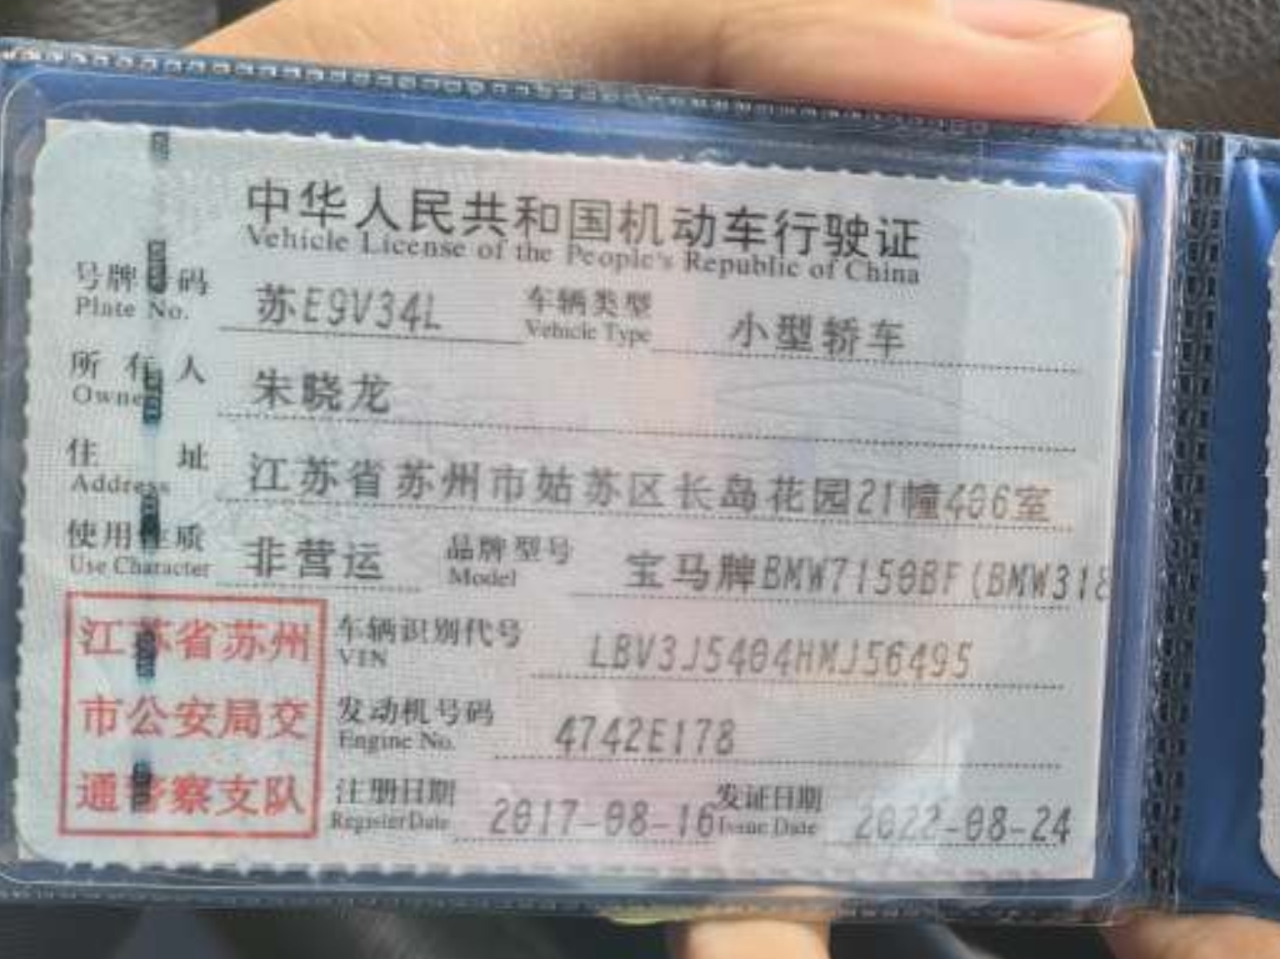 中华人民共和国机动车行驶证
Vehicle License of the People's Republic of China
号牌号码 苏E9V34L 车辆类型 小型轿车
Plate No. Vehicle Type
所有人 朱晓龙
Owner
住址 江苏省苏州市姑苏区长岛花园21幢406室
Address
使用性质 非营运 品牌型号 宝马牌BMW7150BF(BMW318
Use Character Model
江苏省苏州 车辆识别代号 LBV3J5404HMJ56495
VIN
市公安局交 发动机号码 4742E178
Engine No.
通警察支队 注册日期 2017-08-16 发证日期 2022-08-24
Register Date Issue Date